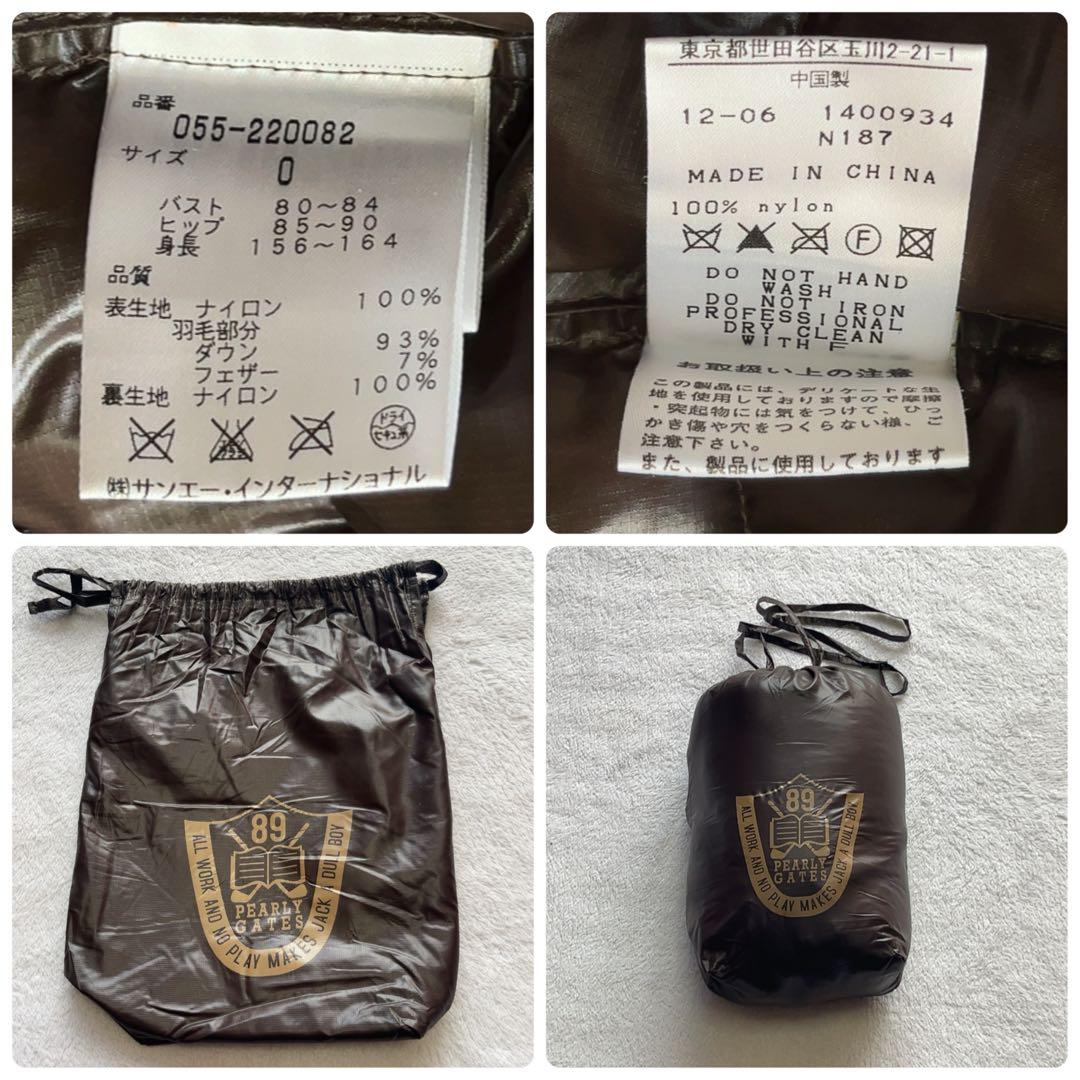 品番
055-220082
サイズ
0
バスト 80～84
ヒップ 85～90
身長 156～164
品質
表生地 ナイロン 100%
羽毛部分
ダウン 93%
フェザー 7%
裏生地 ナイロン 100%
ドライ
セキユ系
㈱サンエー・インターナショナル
東京都世田谷区玉川2-21-1
中国製
12-06 1400934
N187
MADE IN CHINA
100% nylon
F
DO NOT HAND
WASH
DO NOT IRON
PROFESSIONAL
DRY CLEAN
WITH F
お取扱い上の注意
この製品には、デリケートな生
地を使用しておりますので摩擦
・突起物には気をつけて、ひっ
かき傷や穴をつくらない様、ご
注意下さい。
また、製品に使用しております
89
PEARLY
GATES
ALL WORK AND NO PLAY MAKES JACK A DULL BOY
89
PEARLY
GATES
ALL WORK AND NO PLAY MAKES JACK A DULL BOY